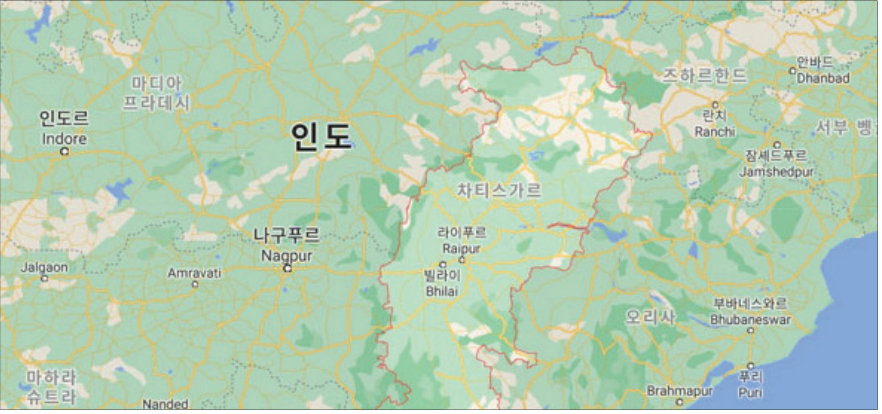 안바드
Dhanbad
즈하르한드
마디아
프라데시
란치
Ranchi
인도르
Indore
인도
서부 벵
잠셰드푸르
Jamshedpur
차티스가르
나구푸르
Nagpur
라이푸르
Raipur
Jalgaon
Amravati
빌라이
Bhilai
오리사
부바네스와르
Bhubaneswar
마하라
슈트라
푸리
Puri
Brahmapur
Nanded